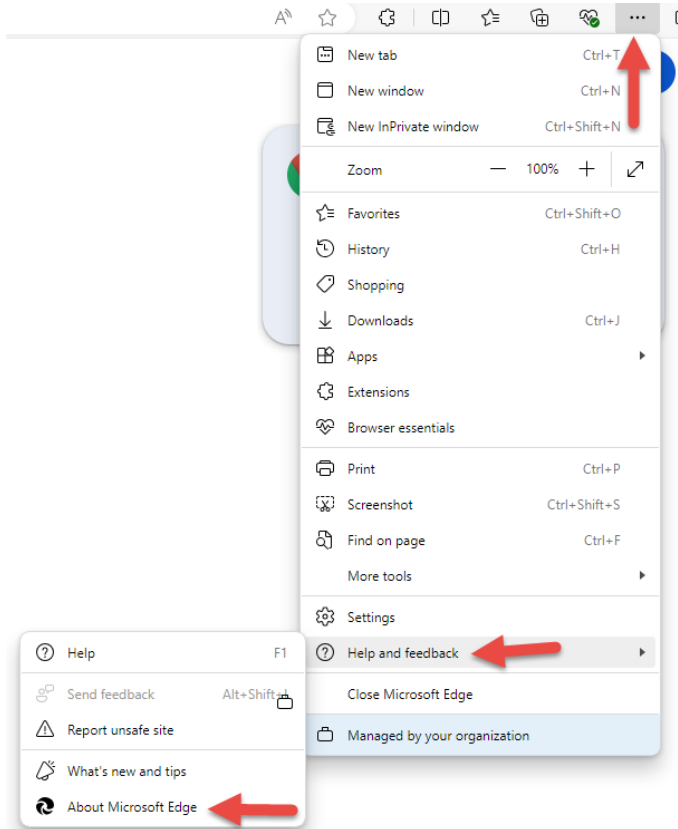 New tab Ctrl+T
New window Ctrl+N
New InPrivate window Ctrl+Shift+N
Zoom 100%
Favorites Ctrl+Shift+O
History Ctrl+H
Shopping
Downloads Ctrl+J
Apps
Extensions
Browser essentials
Print Ctrl+P
Screenshot Ctrl+Shift+S
Find on page Ctrl+F
More tools
Settings
Help and feedback
Close Microsoft Edge
Managed by your organization
Help F1
Send feedback
Report unsafe site
What's new and tips
About Microsoft Edge